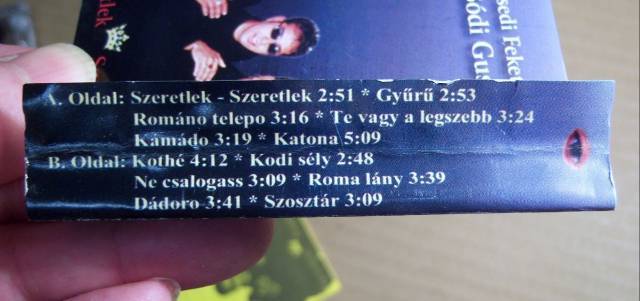 A. Oldal: Szeretlek - Szeretlek 2:51 * Gyűrű 2:53
Románo telepo 3:16 * Te vagy a legszebb 3:24
Kamádo 3:19 * Katona 5:09
B. Oldal: Kothé 4:12 * Kodi sély 2:48
Ne csalogass 3:09 * Roma lány 3:39
Dádoro 3:41 * Szosztár 3:09